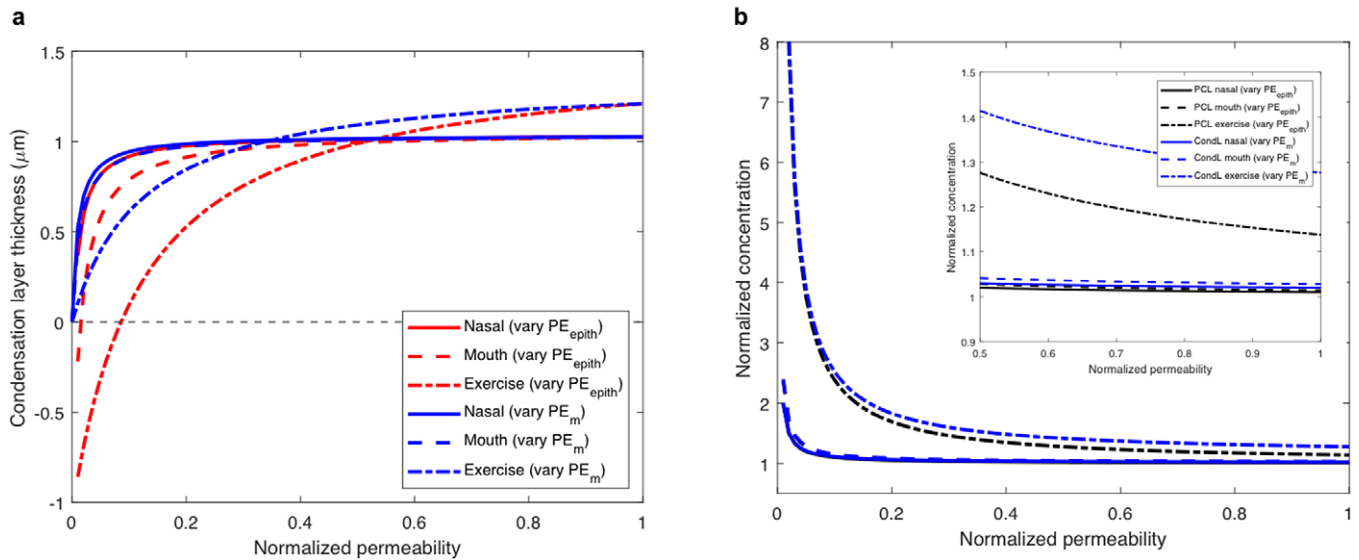 a
1.5
1
0.5
0
-0.5
-1
Condensation layer thickness (μm)
0 0.2 0.4 0.6 0.8 1
Normalized permeability
Nasal (vary PE_epith)
Mouth (vary PE_epith)
Exercise (vary PE_epith)
Nasal (vary PE_m)
Mouth (vary PE_m)
Exercise (vary PE_m)
b
8
7
6
5
4
3
2
1
Normalized concentration
0 0.2 0.4 0.6 0.8 1
Normalized permeability
1.5
1.4
1.3
1.2
1.1
1
0.9
Normalized concentration
0.5 0.6 0.7 0.8 0.9 1
Normalized permeability
PCL nasal (vary PE_epith)
PCL mouth (vary PE_epith)
PCL exercise (vary PE_epith)
CondL nasal (vary PE_m)
CondL mouth (vary PE_m)
CondL exercise (vary PE_m)